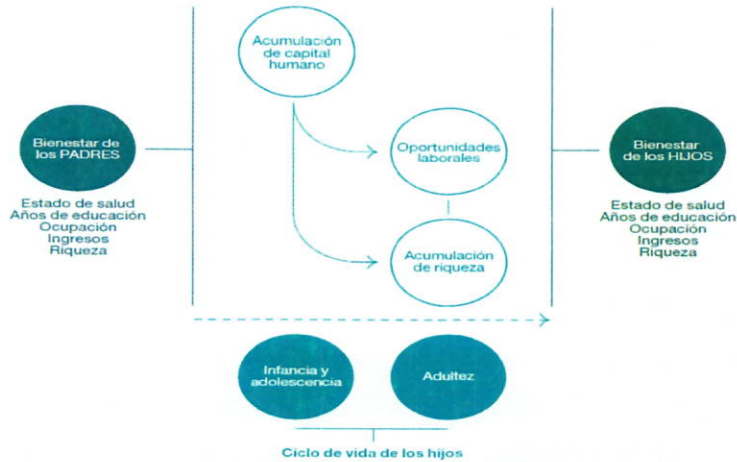 Acumulación
de capital
humano
Bienestar de
los PADRES
Estado de salud
Años de educación
Ocupación
Ingresos
Riqueza
Oportunidades
laborales
Acumulación
de riqueza
Bienestar
de los HIJOS
Estado de salud
Años de educación
Ocupación
Ingresos
Riqueza
Infancia y
adolescencia
Adultez
Ciclo de vida de los hijos